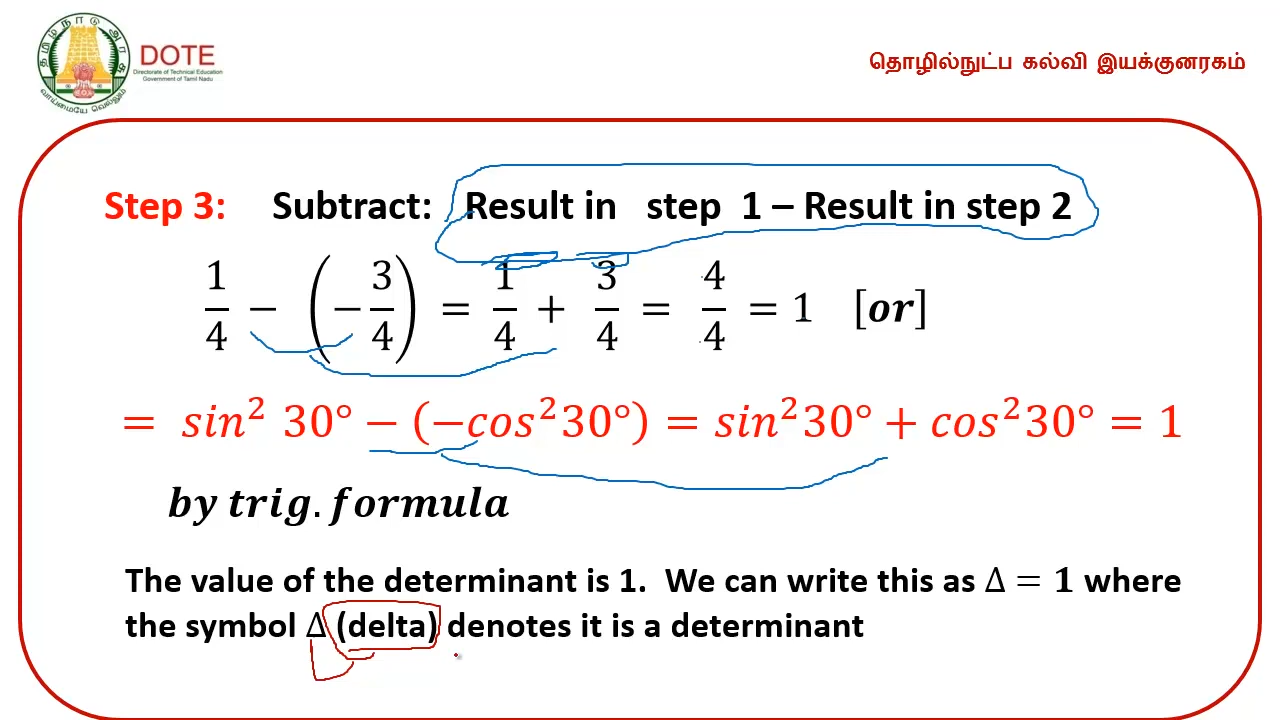 தமிழ்நாடு அரசு
வாய்மையே வெல்லும்
DOTE
Directorate of Technical Education
Government of Tamil Nadu
தொழில்நுட்ப கல்வி இயக்குனரகம்
Step 3: Subtract: Result in step 1 – Result in step 2
1/4 − (−3/4) = 1/4 + 3/4 = 4/4 = 1 [or]
= sin² 30° − (−cos²30°) = sin²30° + cos²30° = 1
by trig. formula
The value of the determinant is 1. We can write this as Δ = 1 where
the symbol Δ (delta) denotes it is a determinant